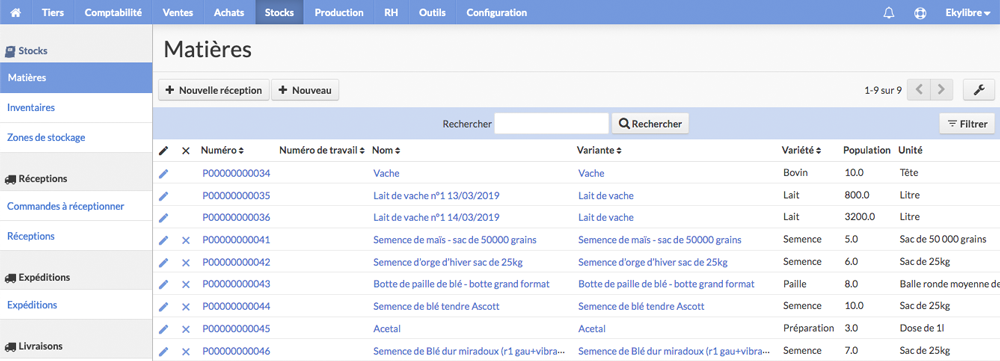 Tiers Comptabilité Ventes Achats Stocks Production RH Outils Configuration Ekylibre
Stocks
Matières
Inventaires
Zones de stockage
Réceptions
Commandes à réceptionner
Réceptions
Expéditions
Expéditions
Livraisons
Matières
Nouvelle réception Nouveau 1-9 sur 9
Rechercher Rechercher Filtrer
Numéro Numéro de travail Nom Variante Variété Population Unité
P00000000034 Vache Vache Bovin 10.0 Tête
P00000000035 Lait de vache n°1 13/03/2019 Lait de vache Lait 800.0 Litre
P00000000036 Lait de vache n°1 14/03/2019 Lait de vache Lait 3200.0 Litre
P00000000041 Semence de maïs - sac de 50000 grains Semence de maïs - sac de 50000 grains Semence 5.0 Sac de 50 000 grains
P00000000042 Semence d'orge d'hiver sac de 25kg Semence d'orge d'hiver sac de 25kg Semence 6.0 Sac de 25kg
P00000000043 Botte de paille de blé - botte grand format Botte de paille de blé - botte grand format Paille 8.0 Balle ronde moyenne de
P00000000044 Semence de blé tendre Ascott Semence de blé tendre Ascott Semence 10.0 Sac de 25kg
P00000000045 Acetal Acetal Préparation 3.0 Dose de 1l
P00000000046 Semence de Blé dur miradoux (r1 gau+vibra… Semence de Blé dur miradoux (r1 gau+vibra… Semence 7.0 Sac de 25kg